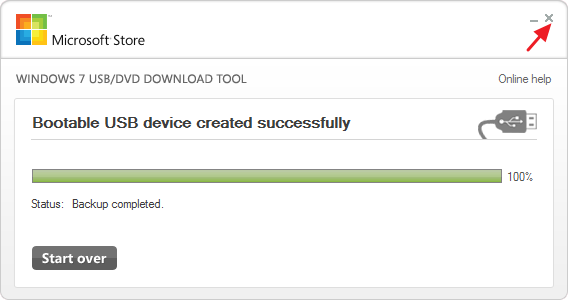 Microsoft Store
WINDOWS 7 USB/DVD DOWNLOAD TOOL Online help
Bootable USB device created successfully
100%
Status: Backup completed.
Start over